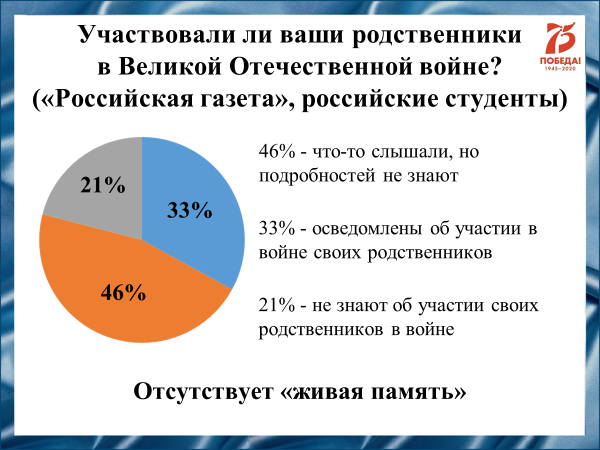 Участвовали ли ваши родственники
в Великой Отечественной войне?
(«Российская газета», российские студенты)
75
ПОБЕДА!
1945–2020
46% - что-то слышали, но
подробностей не знают
21%
33%
33% - осведомлены об участии в
войне своих родственников
46%
21% - не знают об участии своих
родственников в войне
Отсутствует «живая память»